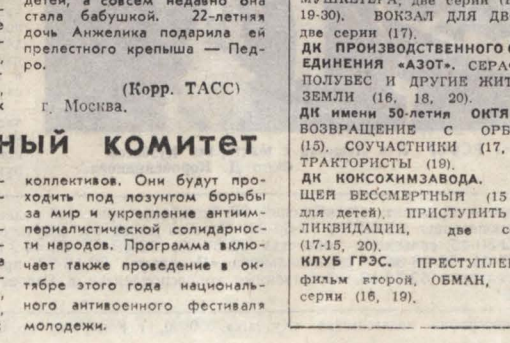 детей, а совсем недавно она
стала бабушкой. 22-летняя
дочь Анжелика подарила ей
прелестного крепыша — Пед-
ро.
(Корр. ТАСС)
г. Москва.
ный комитет
коллективов. Они будут про-
ходить под лозунгом борьбы
за мир и укрепление антиим-
периалистической солидарнос-
ти народов. Программа вклю-
чает также проведение в ок-
тябре этого года националь-
ного антивоенного фестиваля
молодежи.
МУШКЕТЕРА, две серии
19-30). ВОКЗАЛ ДЛЯ ДВ
две серии (17).
ДК ПРОИЗВОДСТВЕННОГО О
ЕДИНЕНИЯ «АЗОТ». СЕРА
ПОЛУВЕС И ДРУГИЕ ЖИТ
ЗЕМЛИ (16, 18, 20).
ДК имени 50-летия ОКТЯ
ВОЗВРАЩЕНИЕ С ОРБ
(15). СОУЧАСТНИКИ (17,
ТРАКТОРИСТЫ (19).
ДК КОКСОХИМЗАВОДА.
ЩЕЙ БЕССМЕРТНЫЙ (15
для детей). ПРИСТУПИТЬ
ЛИКВИДАЦИИ, две с
(17-15, 20).
КЛУБ ГРЭС. ПРЕСТУПЛЕ
фильм второй, ОБМАН,
серии (16, 19).